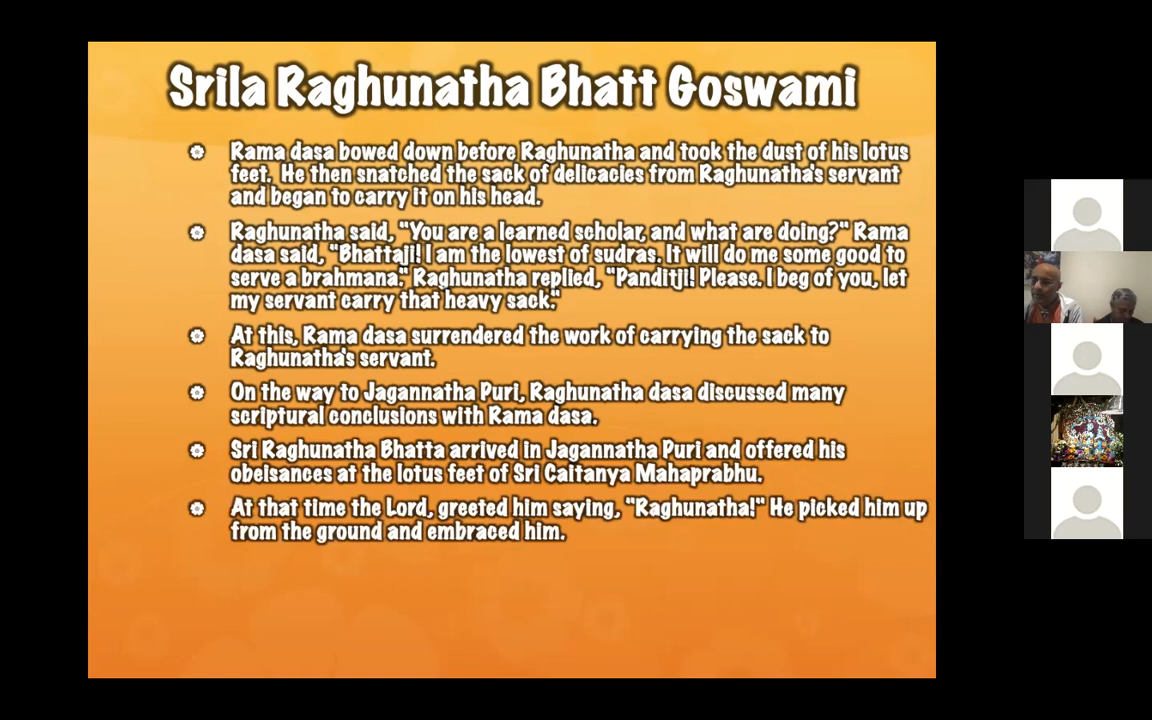 Srila Raghunatha Bhatt Goswami
Rama dasa bowed down before Raghunatha and took the dust of his lotus
feet. He then snatched the sack of delicacies from Raghunatha's servant
and began to carry it on his head.
Raghunatha said, "You are a learned scholar, and what are doing?" Rama
dasa said, "Bhattaji! I am the lowest of sudras. It will do me some good to
serve a brahmana." Raghunatha replied, "Panditji! Please. I beg of you, let
my servant carry that heavy sack."
At this, Rama dasa surrendered the work of carrying the sack to
Raghunatha's servant.
On the way to Jagannatha Puri, Raghunatha dasa discussed many
scriptural conclusions with Rama dasa.
Sri Raghunatha Bhatta arrived in Jagannatha Puri and offered his
obeisances at the lotus feet of Sri Caitanya Mahaprabhu.
At that time the Lord, greeted him saying, "Raghunatha!" He picked him up
from the ground and embraced him.